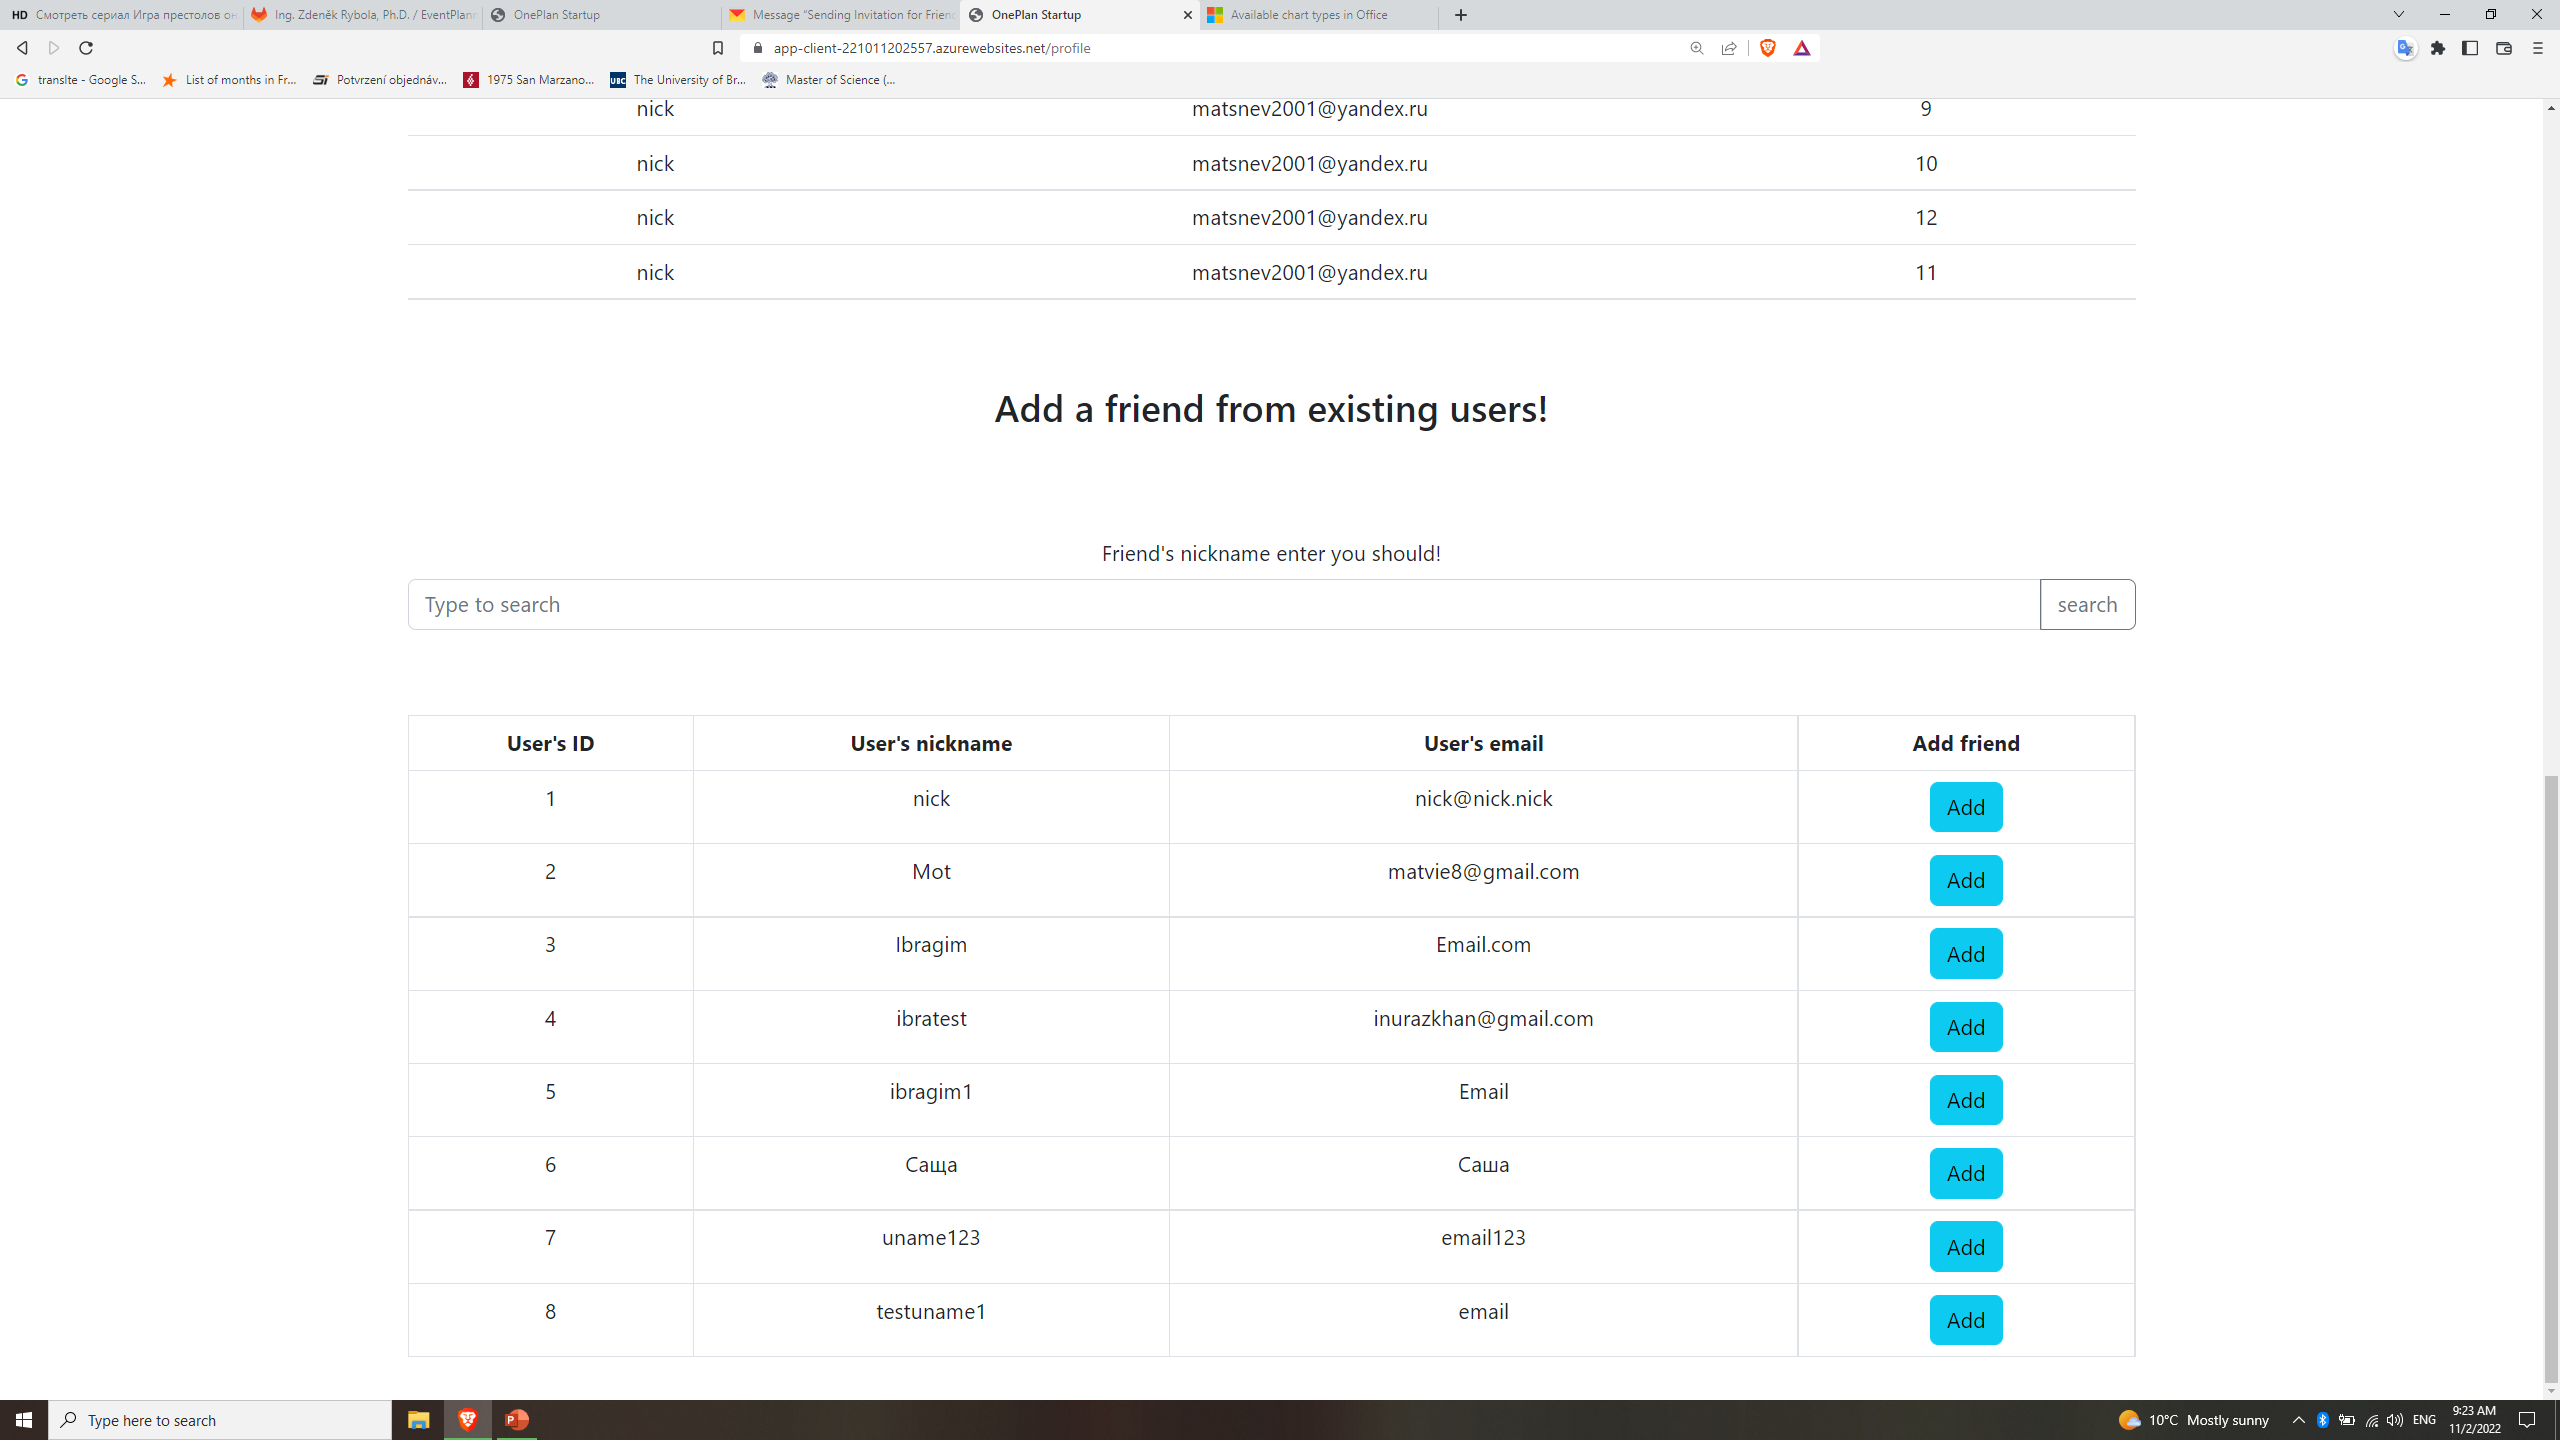 HD Смотреть сериал Игра престолов он
Ing. Zdeněk Rybola, Ph.D. / EventPlann
OnePlan Startup
Message "Sending Invitation for Frien
OnePlan Startup
Available chart types in Office
app-client-221011202557.azurewebsites.net/profile
translte - Google S...
List of months in Fr...
Potvrzení objednáv...
1975 San Marzano...
UBC The University of Br...
Master of Science (...
nick matsnev2001@yandex.ru 9
nick matsnev2001@yandex.ru 10
nick matsnev2001@yandex.ru 12
nick matsnev2001@yandex.ru 11
Add a friend from existing users!
Friend's nickname enter you should!
Type to search search
User's ID User's nickname User's email Add friend
1 nick nick@nick.nick Add
2 Mot matvie8@gmail.com Add
3 Ibragim Email.com Add
4 ibratest inurazkhan@gmail.com Add
5 ibragim1 Email Add
6 Саща Саша Add
7 uname123 email123 Add
8 testuname1 email Add
Type here to search
10°C Mostly sunny
ENG
9:23 AM
11/2/2022